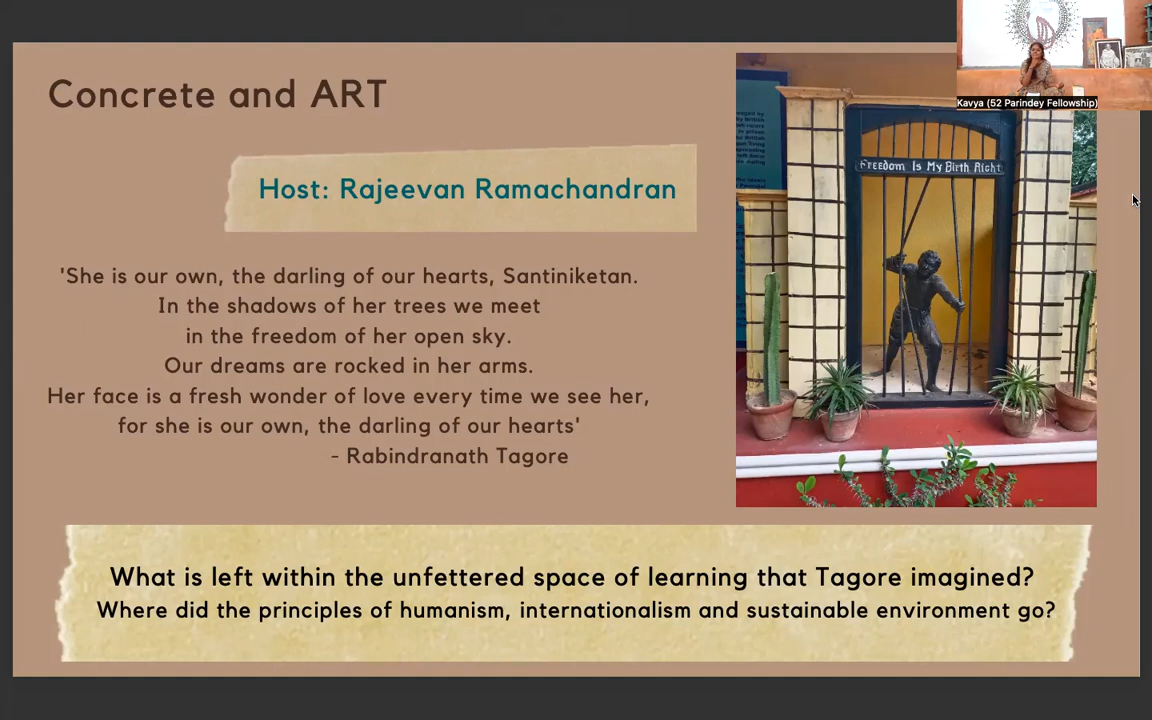 Concrete and ART
Kavya (52 Parindey Fellowship)
Host: Rajeevan Ramachandran
Freedom Is My Birth Right
'She is our own, the darling of our hearts, Santiniketan.
In the shadows of her trees we meet
in the freedom of her open sky.
Our dreams are rocked in her arms.
Her face is a fresh wonder of love every time we see her,
for she is our own, the darling of our hearts'
- Rabindranath Tagore
What is left within the unfettered space of learning that Tagore imagined?
Where did the principles of humanism, internationalism and sustainable environment go?